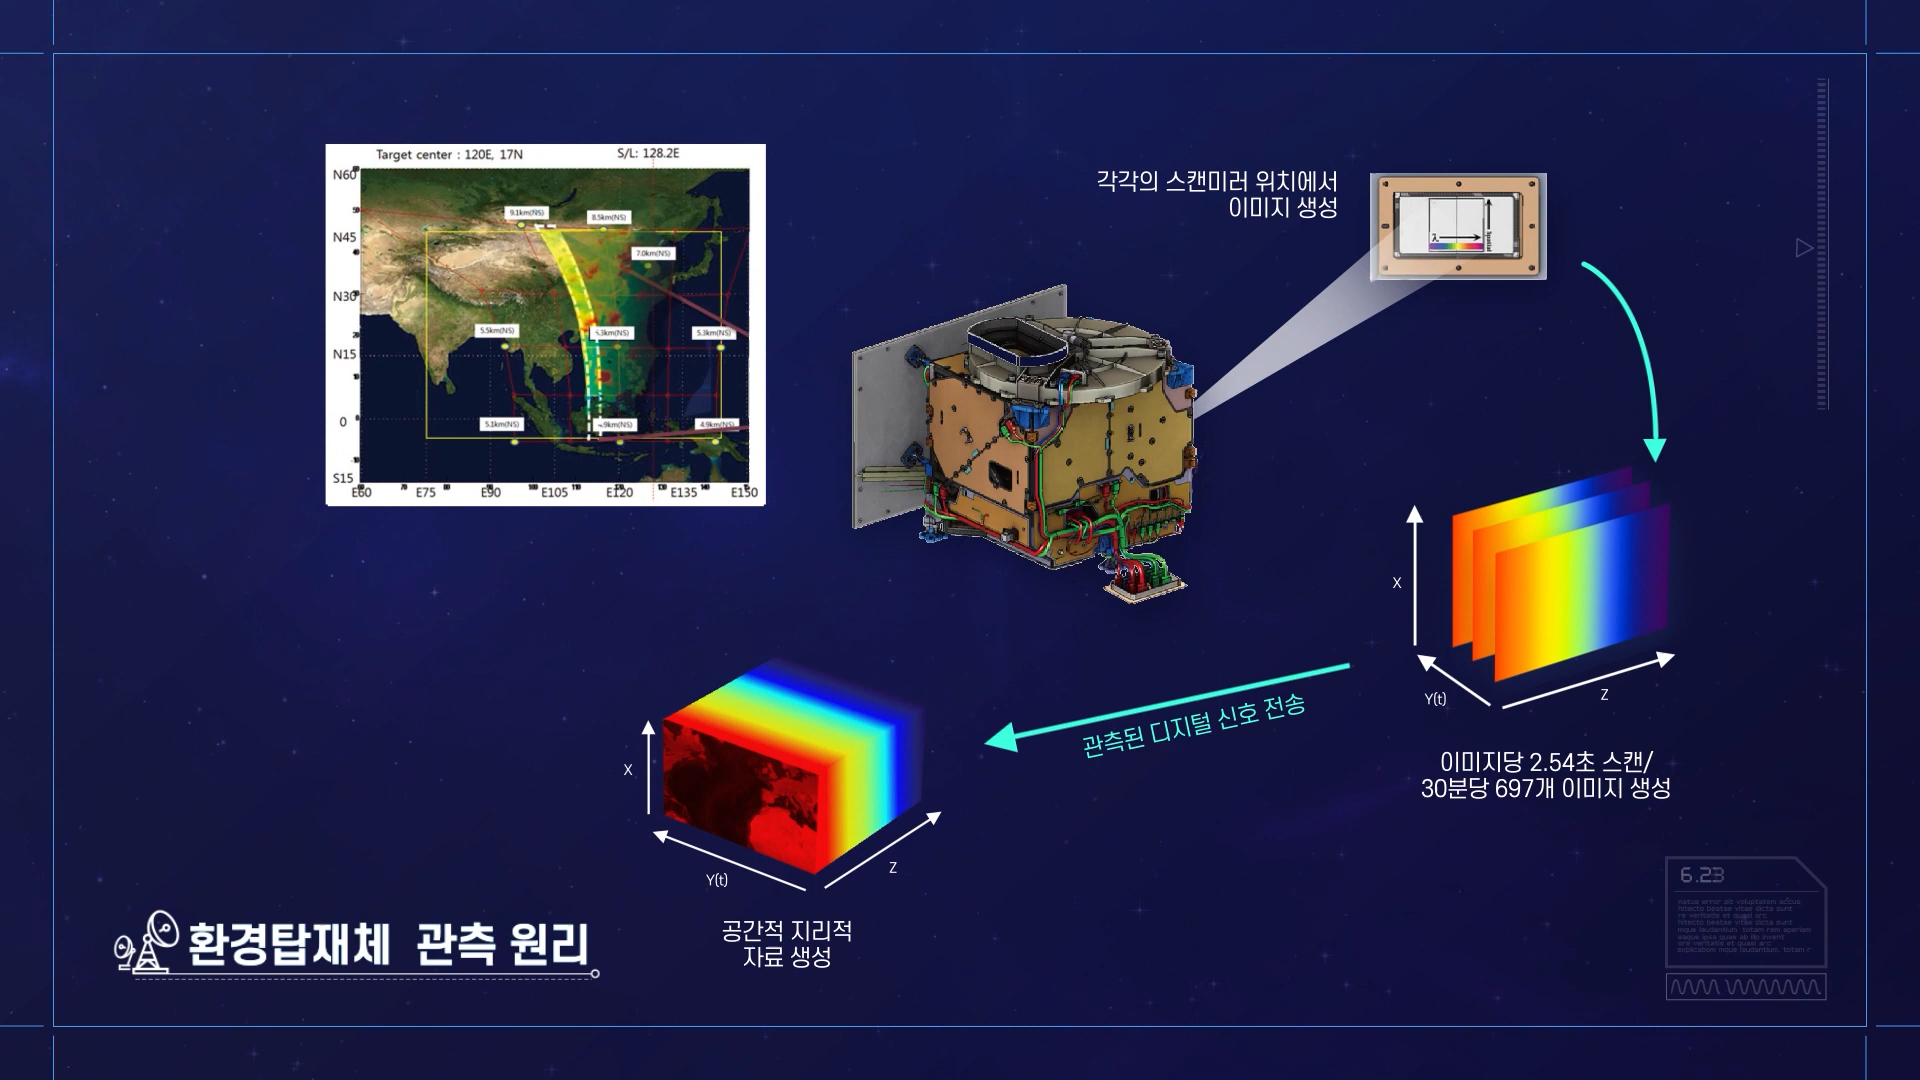 Target center : 120E, 17N
S/L: 128.2E
N60
N45
N30
N15
0
S15
E60
E75
E90
E105
E120
E135
E150
9.1km(NS)
8.5km(NS)
7.0km(NS)
5.5km(NS)
5.3km(NS)
5.1km(NS)
4.9km(NS)
각각의 스캔미러 위치에서
이미지 생성
λ
Spatial
X
Y(t)
Z
이미지당 2.54초 스캔/
30분당 697개 이미지 생성
관측된 디지털 신호 전송
X
Y(t)
Z
공간적 지리적
자료 생성
환경탑재체 관측 원리
6.23